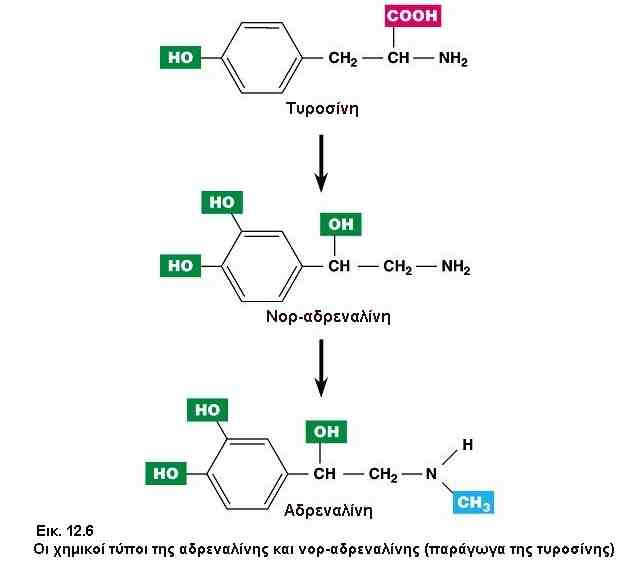 COOH
HO
CH2
CH
NH2
Τυροσίνη
HO
OH
HO
CH
CH2
NH2
Νορ-αδρεναλίνη
HO
OH
H
HO
CH
CH2
N
CH3
Αδρεναλίνη
Εικ. 12.6
Οι χημικοί τύποι της αδρεναλίνης και νορ-αδρεναλίνης (παράγωγα της τυροσίνης)